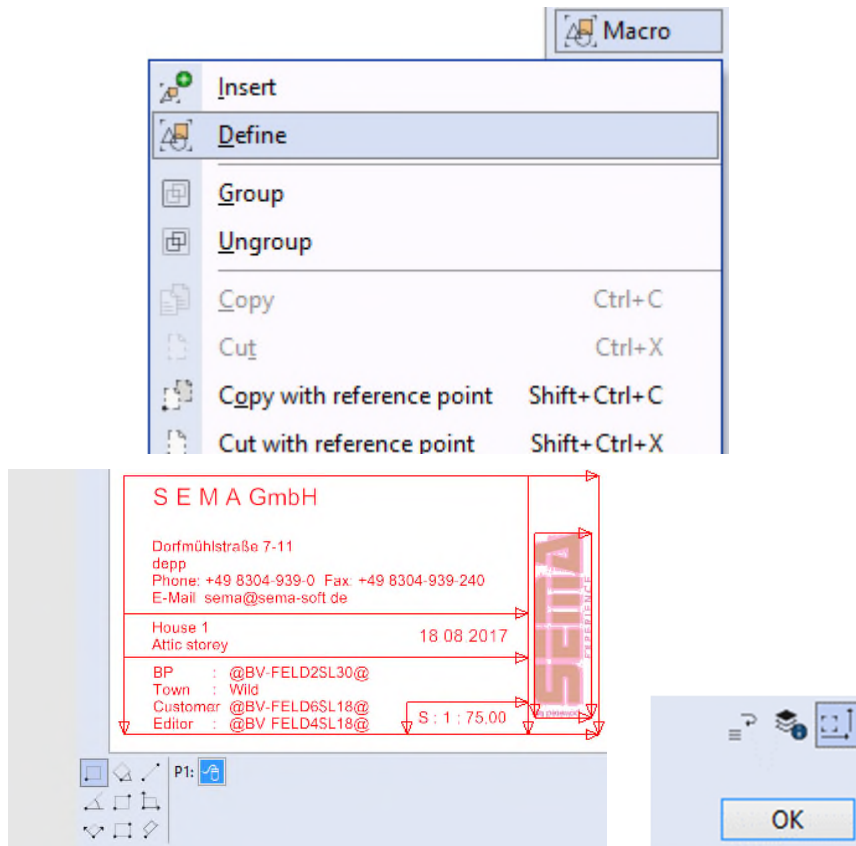 Macro
Insert
Define
Group
Ungroup
Copy Ctrl+C
Cut Ctrl+X
Copy with reference point Shift+Ctrl+C
Cut with reference point Shift+Ctrl+X
S E M A GmbH
Dorfmühlstraße 7-11
depp
Phone: +49 8304-939-0 Fax: +49 8304-939-240
E-Mail sema@sema-soft de
House 1
Attic storey
18 08 2017
BP : @BV-FELD2SL30@
Town : Wild
Customer @BV-FELD6SL18@
Editor : @BV FELD4SL18@
S : 1 : 75.00
SEMA
EXPERIENCE
P1:
OK